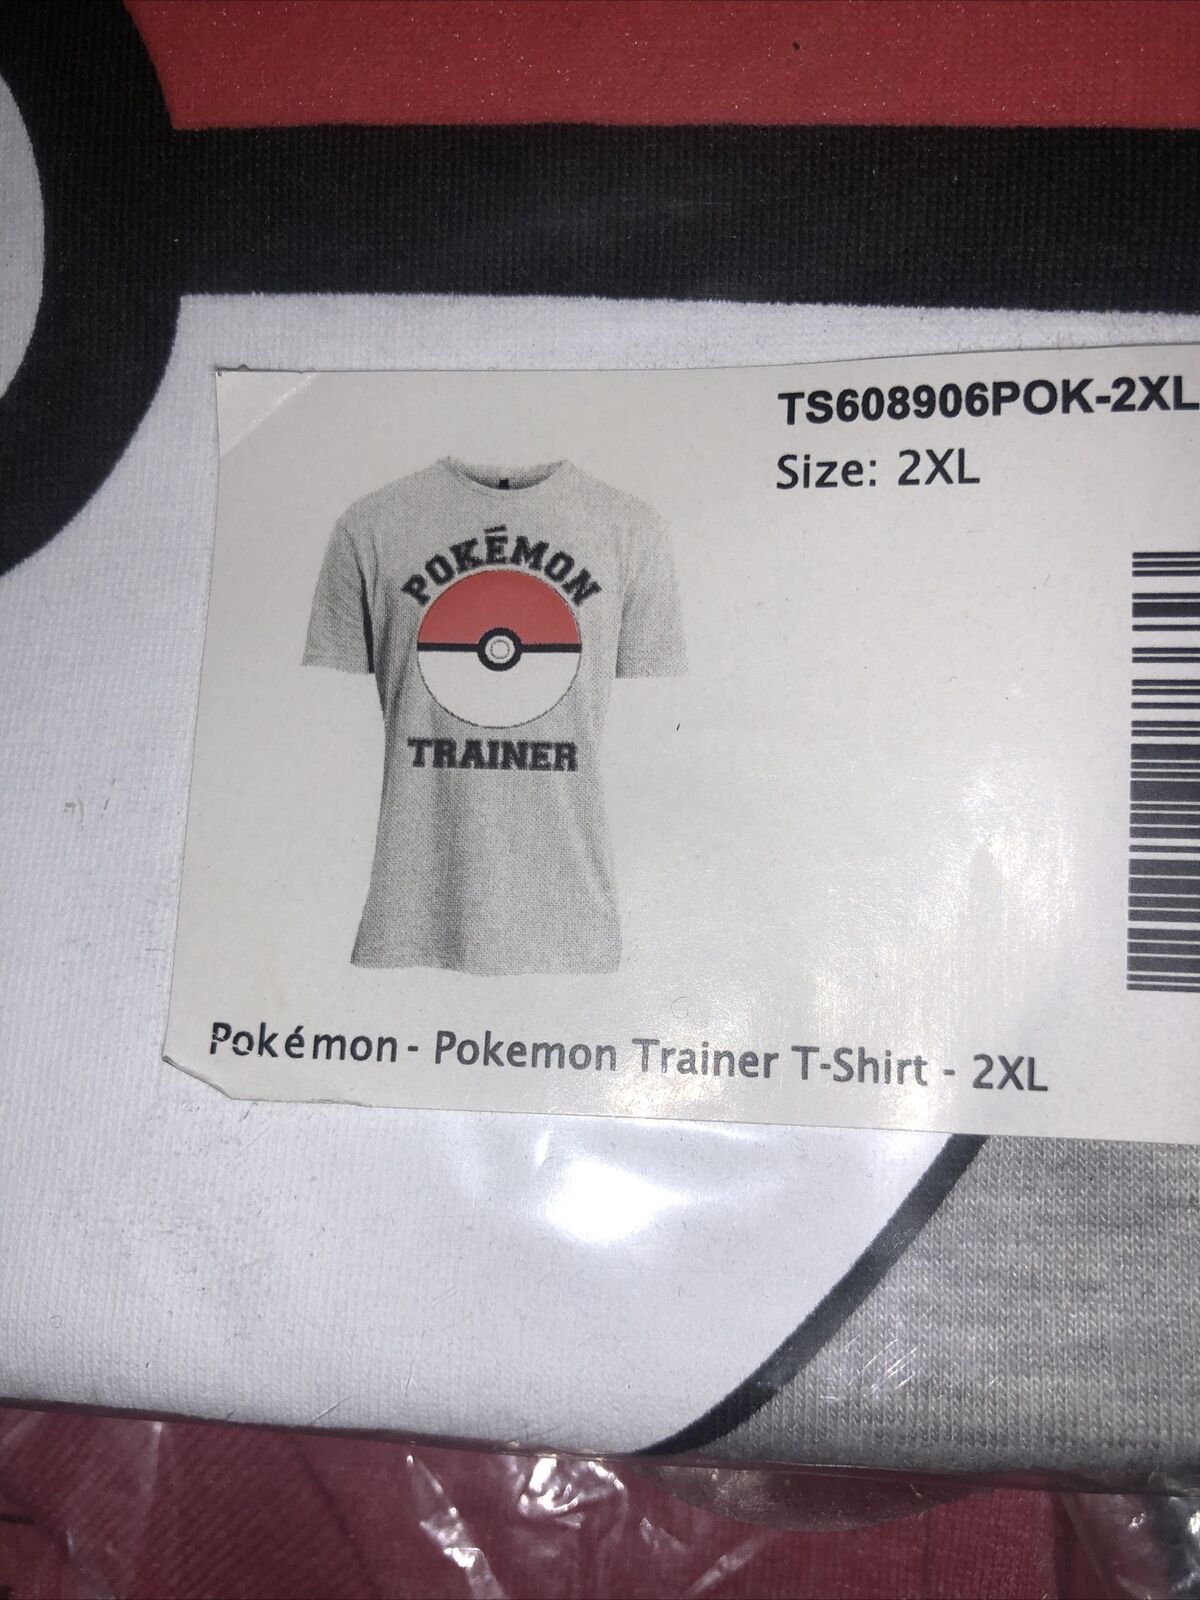 TS608906POK-2XL
Size: 2XL
POKÉMON
TRAINER
Pokémon- Pokemon Trainer T-Shirt - 2XL